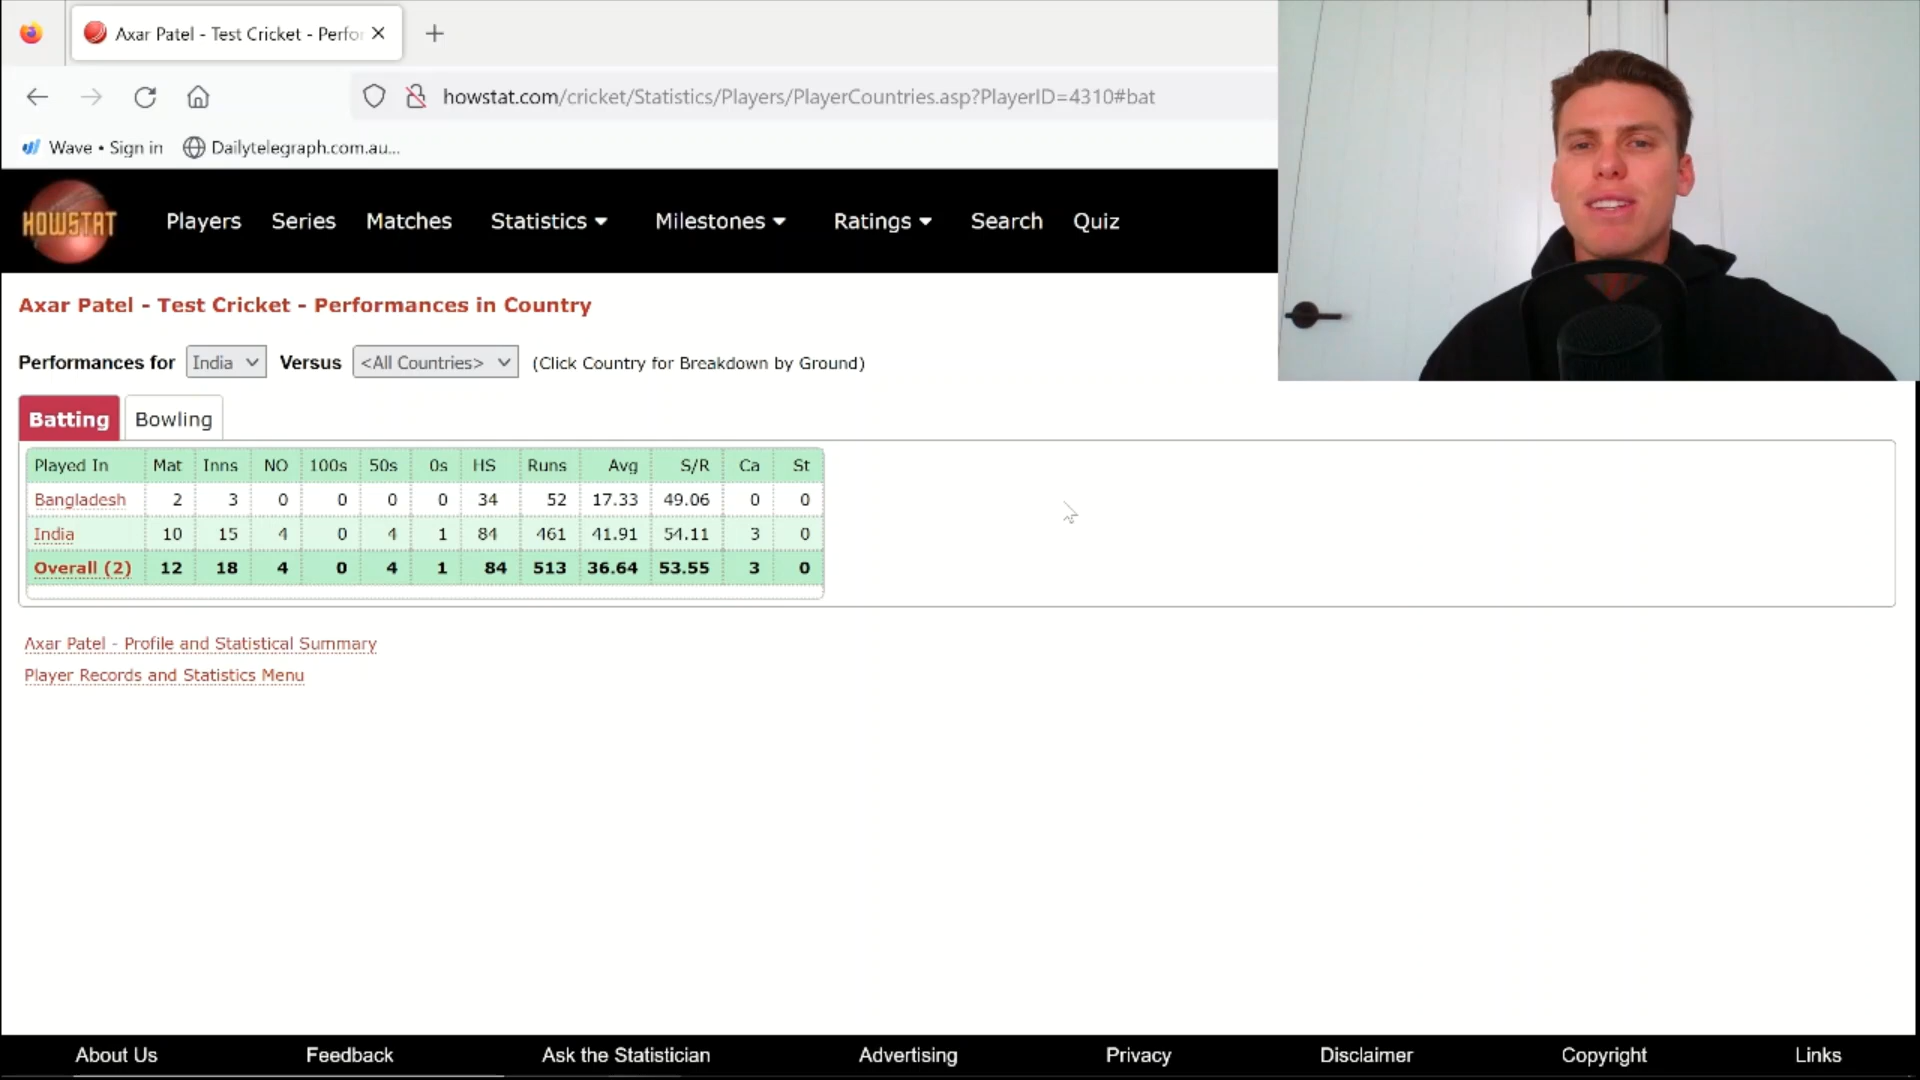 Axar Patel - Test Cricket - Perfo
howstat.com/cricket/Statistics/Players/PlayerCountries.asp?PlayerID=4310#bat
Wave • Sign in Dailytelegraph.com.au...
HOWSTAT Players Series Matches Statistics Milestones Ratings Search Quiz
Axar Patel - Test Cricket - Performances in Country
Performances for India Versus <All Countries> (Click Country for Breakdown by Ground)
Batting Bowling
Played In Mat Inns NO 100s 50s 0s HS Runs Avg S/R Ca St
Bangladesh 2 3 0 0 0 0 34 52 17.33 49.06 0 0
India 10 15 4 0 4 1 84 461 41.91 54.11 3 0
Overall (2) 12 18 4 0 4 1 84 513 36.64 53.55 3 0
Axar Patel - Profile and Statistical Summary
Player Records and Statistics Menu
About Us Feedback Ask the Statistician Advertising Privacy Disclaimer Copyright Links